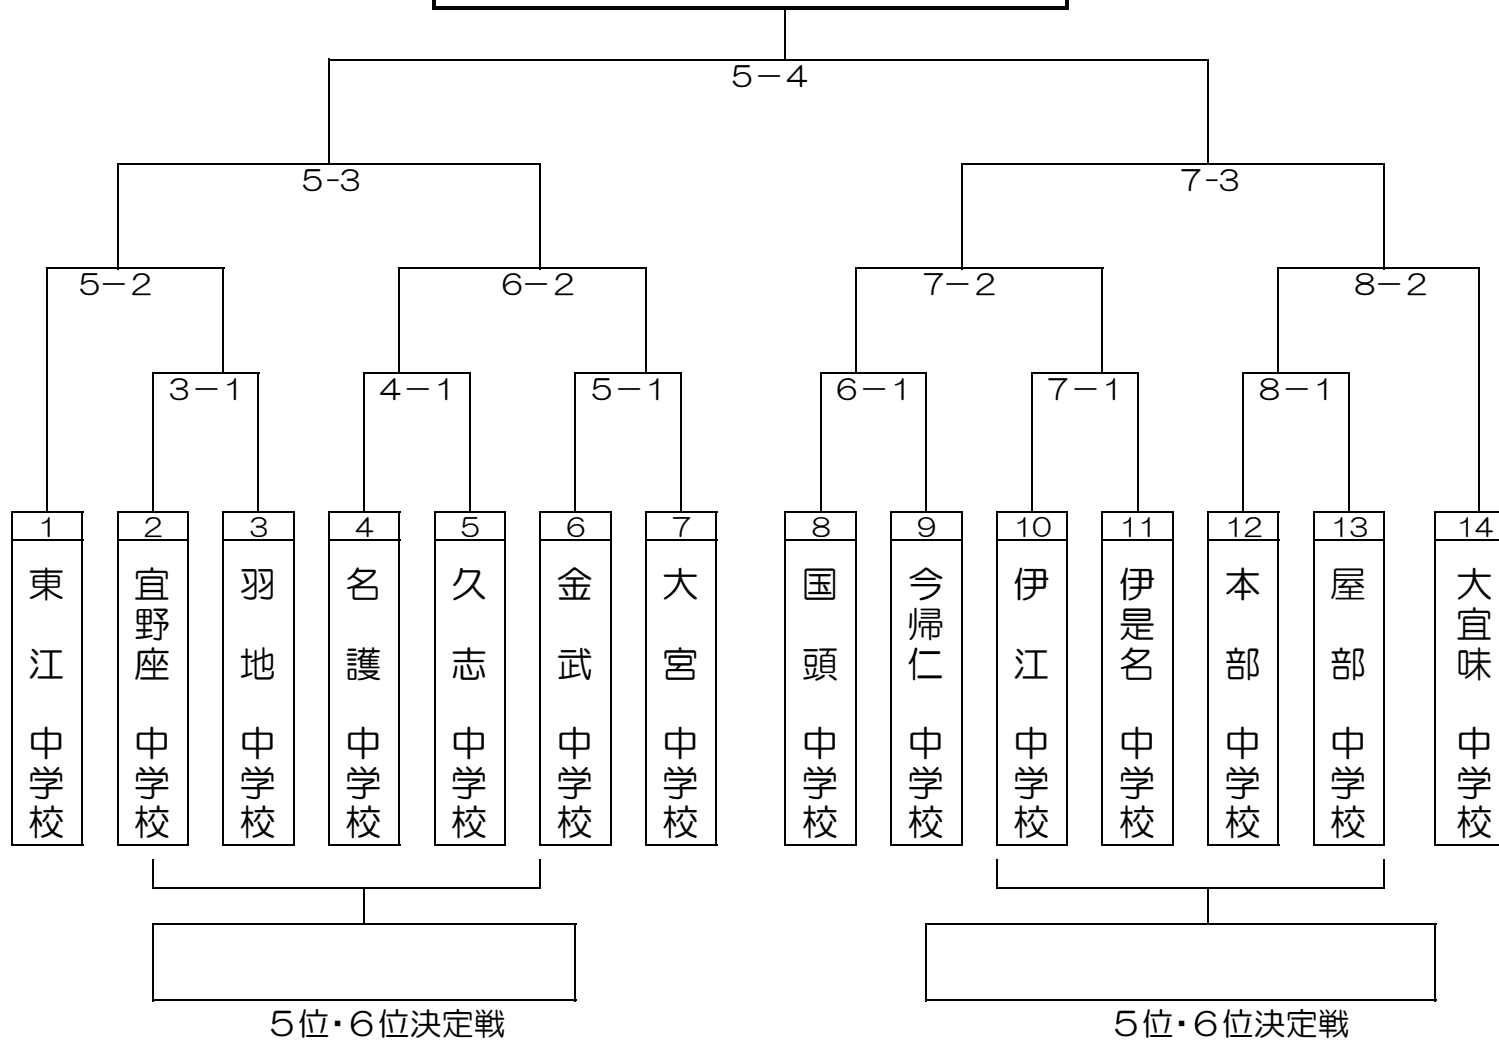 5－4
5-3
7-3
5－2
6－2
7－2
8－2
3－1
4－1
5－1
6－1
7－1
8－1
1
2
3
4
5
6
7
8
9
10
11
12
13
14
東江中学校
宜野座中学校
羽地中学校
名護中学校
久志中学校
金武中学校
大宮中学校
国頭中学校
今帰仁中学校
伊江中学校
伊是名中学校
本部中学校
屋部中学校
大宜味中学校
5位・6位決定戦
5位・6位決定戦